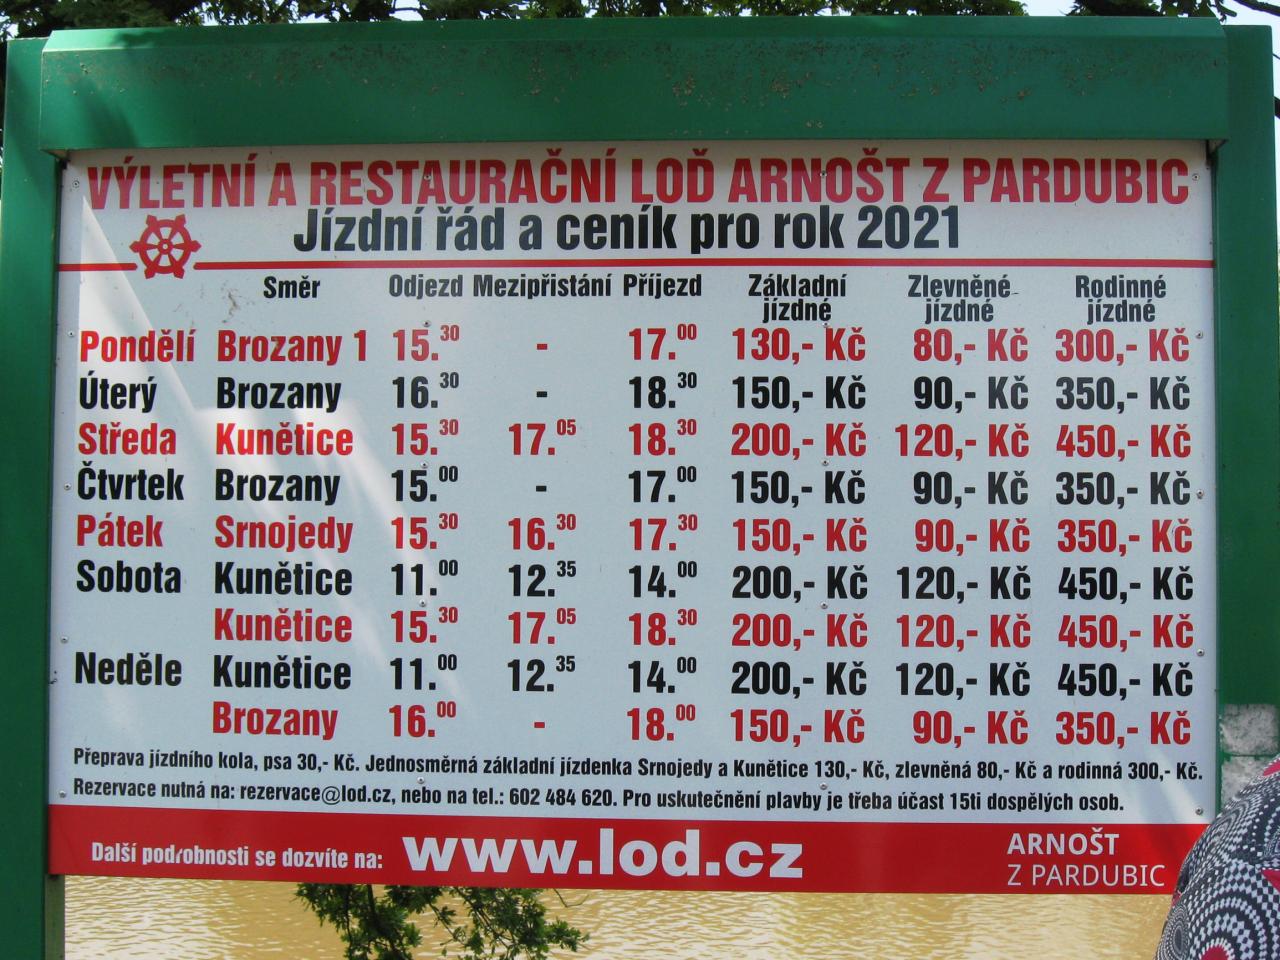 VÝLETNÍ A RESTAURAČNÍ LOĎ ARNOŠT Z PARDUBIC
Jízdní řád a ceník pro rok 2021
Směr Odjezd Mezipřistání Příjezd Základní jízdné Zlevněné jízdné Rodinné jízdné
Pondělí Brozany 1 15.30 - 17.00 130,- Kč 80,- Kč 300,- Kč
Úterý Brozany 16.30 - 18.30 150,- Kč 90,- Kč 350,- Kč
Středa Kunětice 15.30 17.05 18.30 200,- Kč 120,- Kč 450,- Kč
Čtvrtek Brozany 15.00 - 17.00 150,- Kč 90,- Kč 350,- Kč
Pátek Srnojedy 15.30 16.30 17.30 150,- Kč 90,- Kč 350,- Kč
Sobota Kunětice 11.00 12.35 14.00 200,- Kč 120,- Kč 450,- Kč
Kunětice 15.30 17.05 18.30 200,- Kč 120,- Kč 450,- Kč
Neděle Kunětice 11.00 12.35 14.00 200,- Kč 120,- Kč 450,- Kč
Brozany 16.00 - 18.00 150,- Kč 90,- Kč 350,- Kč
Přeprava jízdního kola, psa 30,- Kč. Jednosměrná základní jízdenka Srnojedy a Kunětice 130,- Kč, zlevněná 80,- Kč a rodinná 300,- Kč.
Rezervace nutná na: rezervace@lod.cz, nebo na tel.: 602 484 620. Pro uskutečnění plavby je třeba účast 15ti dospělých osob.
Další podrobnosti se dozvíte na: www.lod.cz
ARNOŠT
Z PARDUBIC